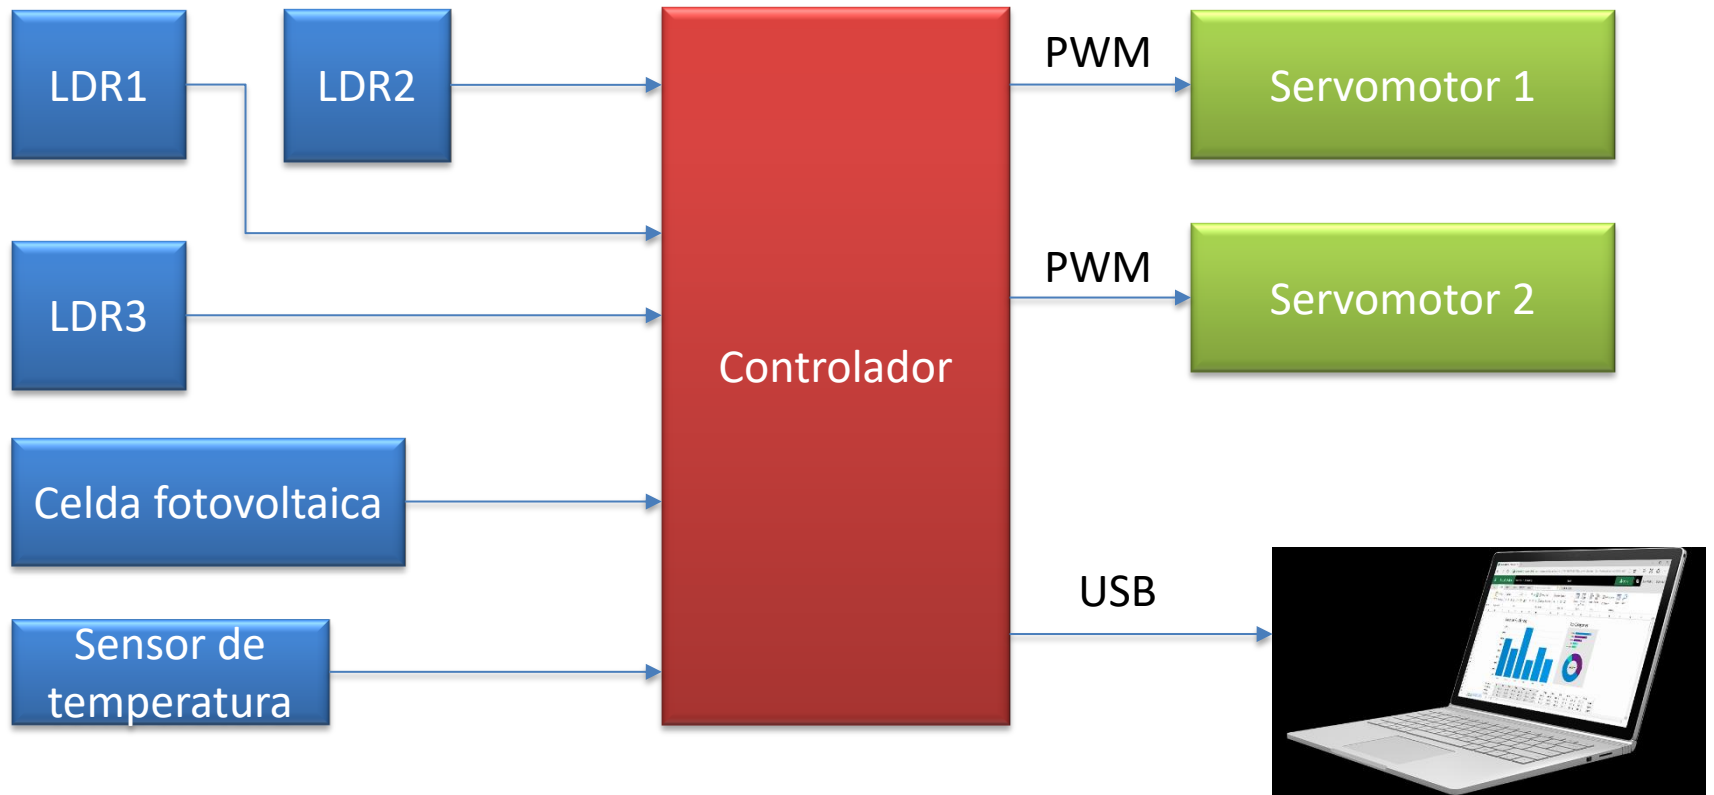 LDR1
LDR2
PWM
Servomotor 1
LDR3
PWM
Servomotor 2
Controlador
Celda fotovoltaica
USB
Sensor de
temperatura